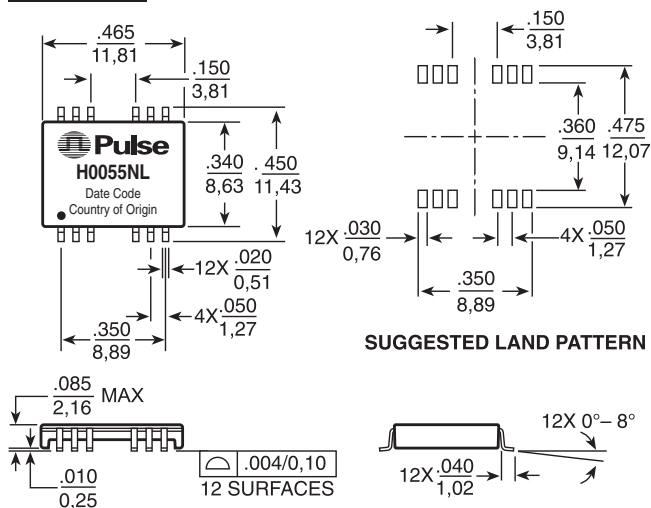 .465
11,81
.150
3,81
Pulse
H0055NL
Date Code
Country of Origin
.340
8,63
.450
11,43
12X .020
0,51
4X .050
1,27
.350
8,89
.150
3,81
.360
9,14
.475
12,07
12X .030
0,76
4X .050
1,27
.350
8,89
SUGGESTED LAND PATTERN
.085 MAX
2,16
.010
0,25
.004/0,10
12 SURFACES
12X 0°– 8°
12X .040
1,02